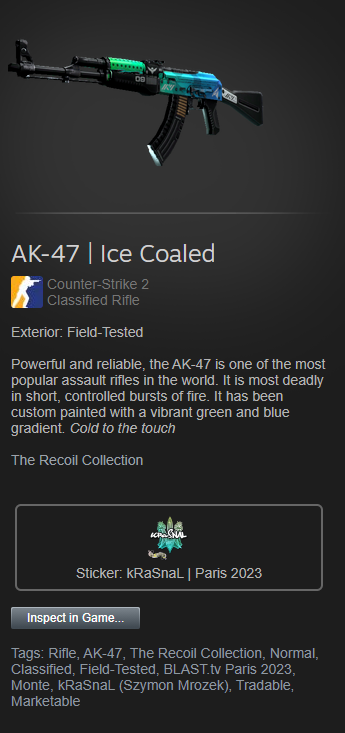 09
AK-47 | Ice Coaled
Counter-Strike 2
Classified Rifle
Exterior: Field-Tested
Powerful and reliable, the AK-47 is one of the most
popular assault rifles in the world. It is most deadly
in short, controlled bursts of fire. It has been
custom painted with a vibrant green and blue
gradient. Cold to the touch
The Recoil Collection
kRaSnaL
Sticker: kRaSnaL | Paris 2023
Inspect in Game...
Tags: Rifle, AK-47, The Recoil Collection, Normal,
Classified, Field-Tested, BLAST.tv Paris 2023,
Monte, kRaSnaL (Szymon Mrozek), Tradable,
Marketable